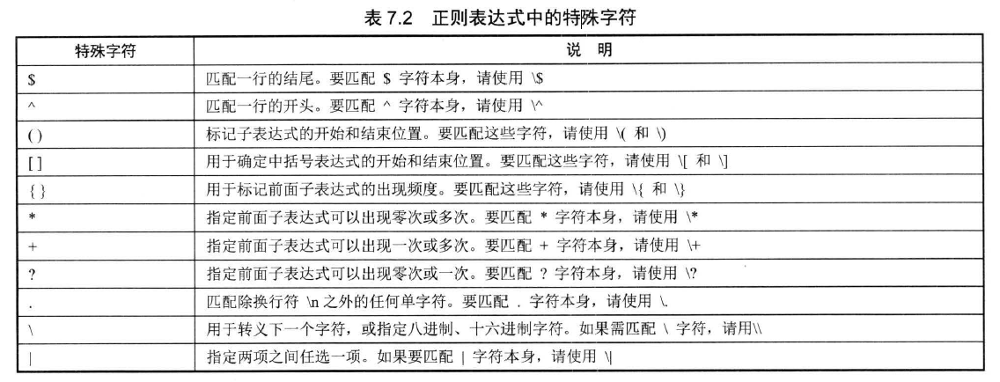 表 7.2 正则表达式中的特殊字符
特殊字符 说 明
$ 匹配一行的结尾。要匹配 $ 字符本身，请使用 \$
^ 匹配一行的开头。要匹配 ^ 字符本身，请使用 \^
( ) 标记子表达式的开始和结束位置。要匹配这些字符，请使用 \( 和 \)
[ ] 用于确定中括号表达式的开始和结束位置。要匹配这些字符，请使用 \[ 和 \]
{ } 用于标记前面子表达式的出现频度。要匹配这些字符，请使用 \{ 和 \}
* 指定前面子表达式可以出现零次或多次。要匹配 * 字符本身，请使用 \*
+ 指定前面子表达式可以出现一次或多次。要匹配 + 字符本身，请使用 \+
? 指定前面子表达式可以出现零次或一次。要匹配 ? 字符本身，请使用 \?
. 匹配除换行符 \n 之外的任何单字符。要匹配 . 字符本身，请使用 \.
\ 用于转义下一个字符，或指定八进制、十六进制字符。如果需匹配 \ 字符，请用\\
| 指定两项之间任选一项。如果要匹配 | 字符本身，请使用 \|